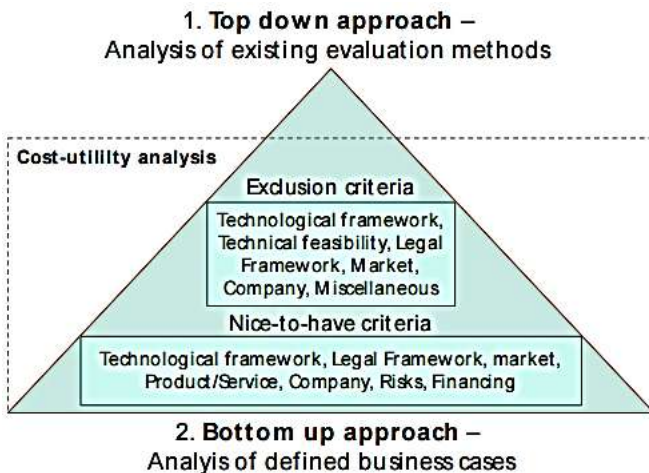 1. Top down approach –
Analysis of existing evaluation methods
Cost-utililty analysis
Exclusion criteria
Technological framework,
Technical feasibility, Legal
Framework, Market,
Company, Miscellaneous
Nice-to-have criteria
Technological framework, Legal Framework, market,
Product/Service, Company, Risks, Financing
2. Bottom up approach –
Analyis of defined business cases